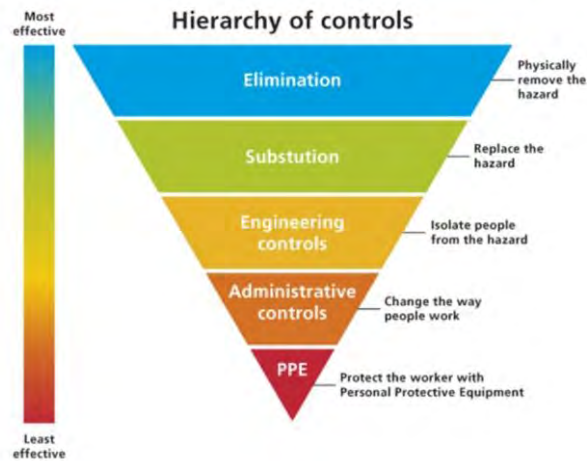 Most
effective
Hierarchy of controls
Elimination
Physically
remove the
hazard
Substution
Replace the
hazard
Engineering
controls
Isolate people
from the hazard
Administrative
controls
Change the way
people work
PPE
Protect the worker with
Personal Protective Equipment
Least
effective